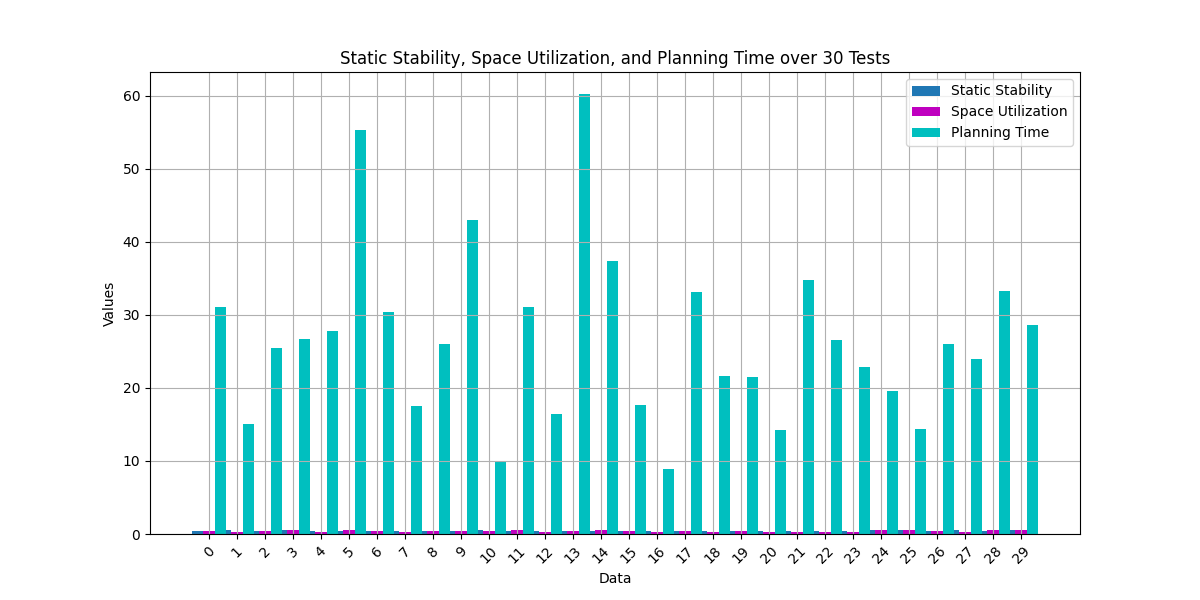 Static Stability, Space Utilization, and Planning Time over 30 Tests
Static Stability
Space Utilization
Planning Time
60
50
40
30
20
10
0
Values
0 1 2 3 4 5 6 7 8 9 10 11 12 13 14 15 16 17 18 19 20 21 22 23 24 25 26 27 28 29
Data